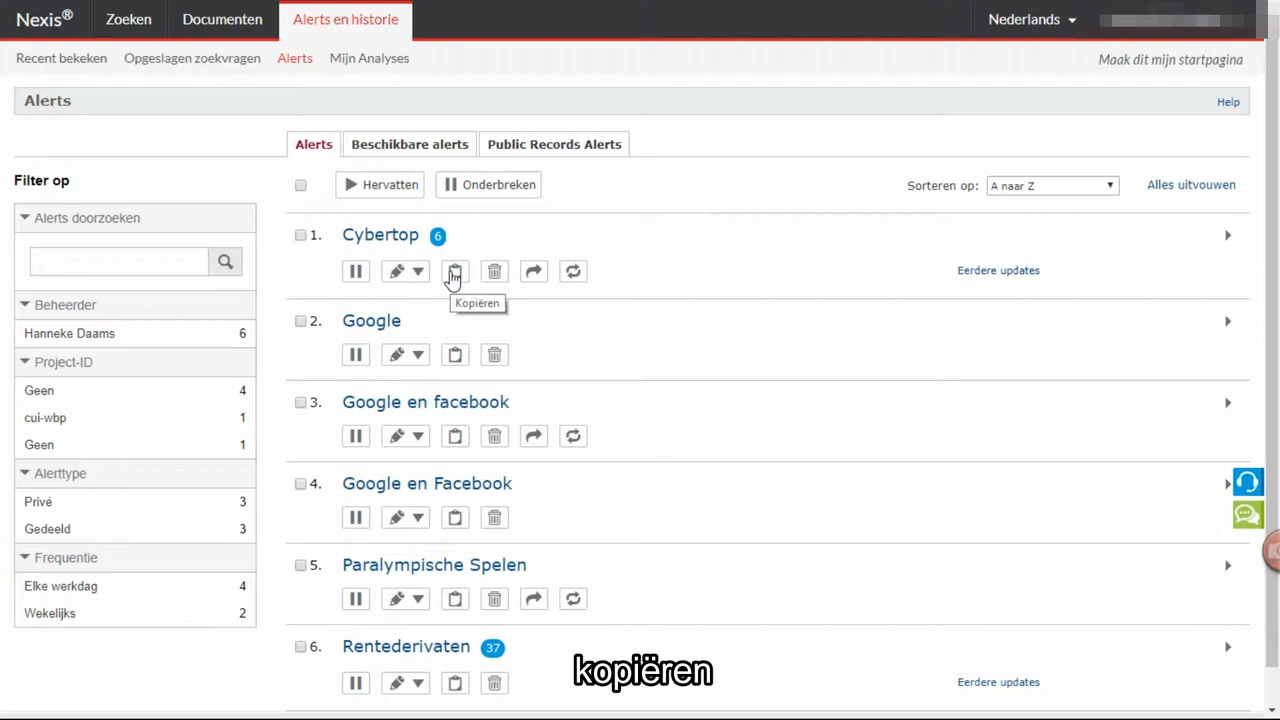 Nexis® Zoeken Documenten Alerts en historie Nederlands
Recent bekeken Opgeslagen zoekvragen Alerts Mijn Analyses Maak dit mijn startpagina
Alerts Help
Alerts Beschikbare alerts Public Records Alerts
Filter op
Hervatten Onderbreken Sorteren op: A naar Z Alles uitvouwen
Alerts doorzoeken
1. Cybertop 6
Eerdere updates
Kopiëren
Beheerder
Hanneke Daams 6
2. Google
Project-ID
Geen 4
cui-wbp 1
Geen 1
3. Google en facebook
Alerttype
Privé 3
Gedeeld 3
4. Google en Facebook
Frequentie
Elke werkdag 4
Wekelijks 2
5. Paralympische Spelen
6. Rentederivaten 37
Eerdere updates
kopiëren